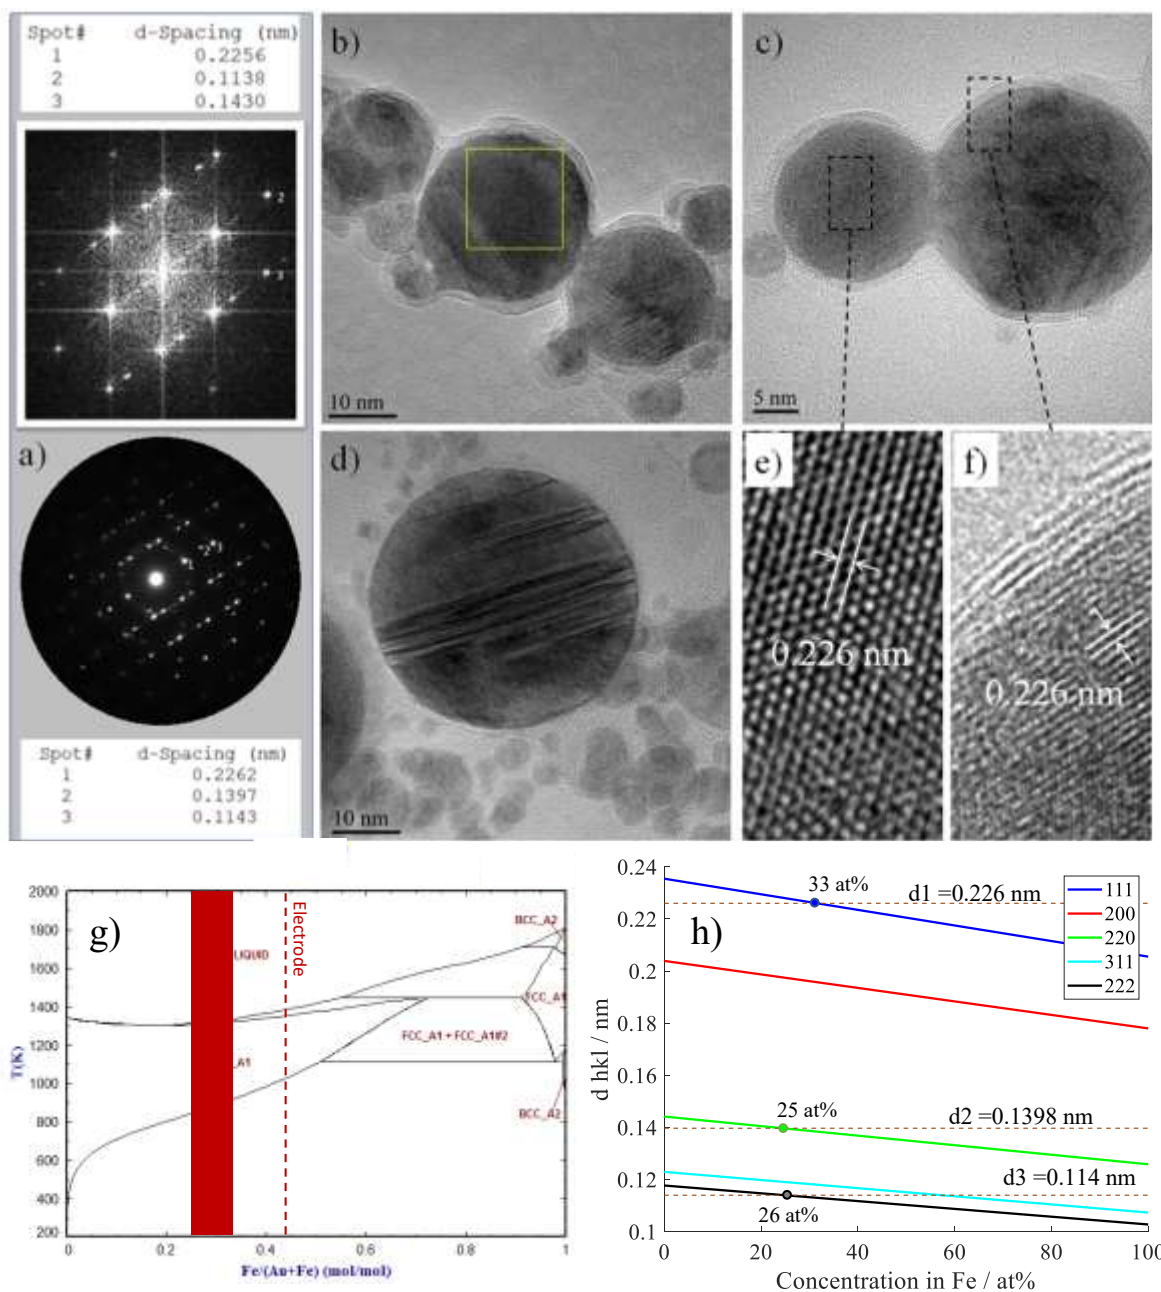 Spot# d-Spacing (nm)
1 0.2256
2 0.1138
3 0.1430
2
3
a)
1
Spot# d-Spacing (nm)
1 0.2262
2 0.1397
3 0.1143
b)
10 nm
c)
5 nm
d)
10 nm
e)
0.226 nm
f)
0.226 nm
g)
2000
1800
1600
1400
1200
1000
800
600
400
200
T(K)
LIQUID
Electrode
BCC_A2
FCC_A1
FCC_A1 + FCC_A1#2
_A1
BCC_A2
0 0.2 0.4 0.6 0.8 1
Fe/(Au+Fe) (mol/mol)
h)
0.24
0.22
0.2
0.18
0.16
0.14
0.12
0.1
d hkl / nm
33 at%
d1 =0.226 nm
111
200
220
311
222
25 at%
d2 =0.1398 nm
d3 =0.114 nm
26 at%
0 20 40 60 80 100
Concentration in Fe / at%